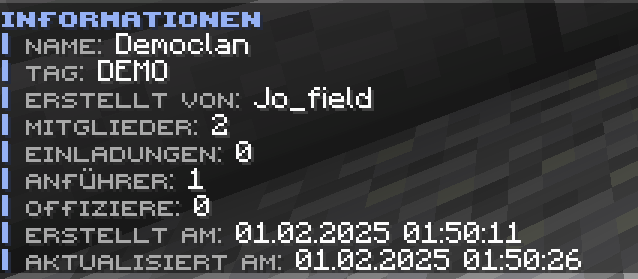 INFORMATIONEN
NAME: Democlan
TAG: DEMO
ERSTELLT VON: Jo_field
MITGLIEDER: 2
EINLADUNGEN: 0
ANFÜHRER: 1
OFFIZIERE: 0
ERSTELLT AM: 01.02.2025 01:50:11
AKTUALISIERT AM: 01.02.2025 01:50:26